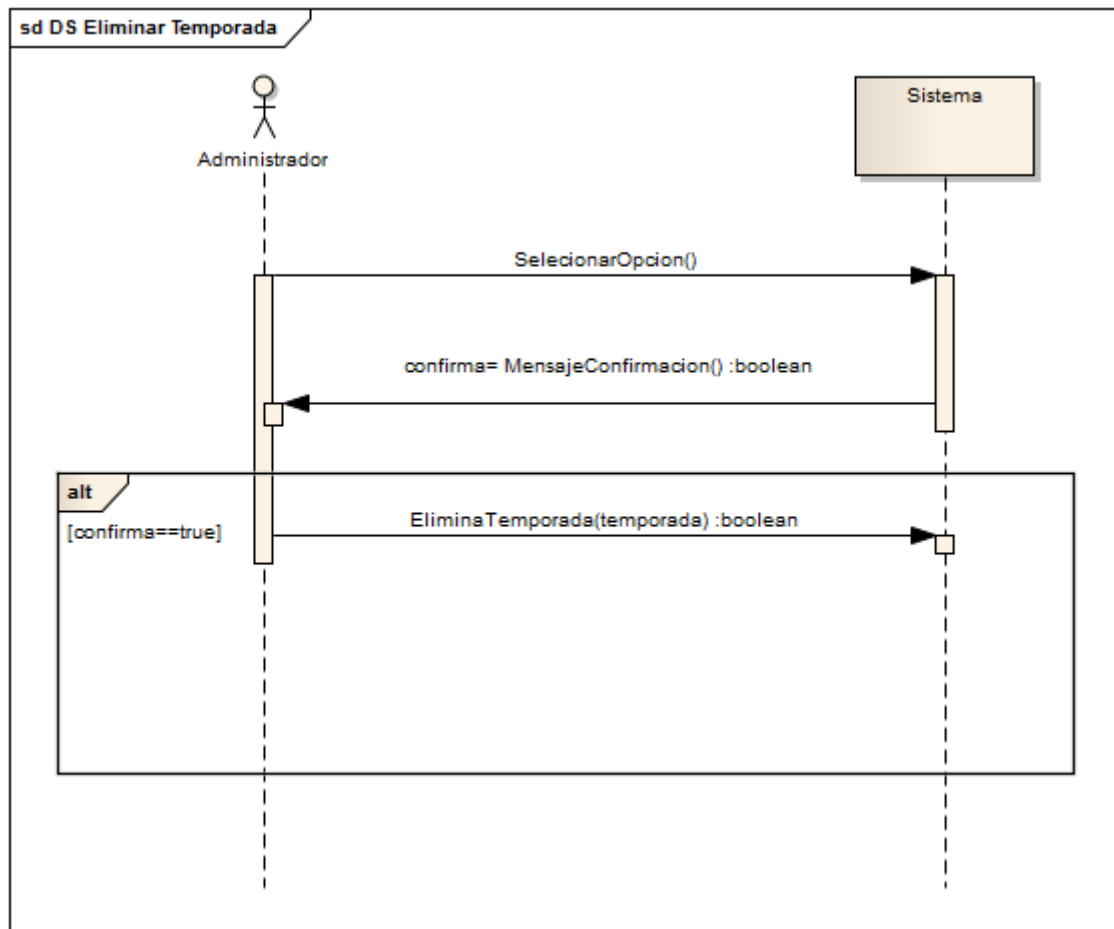 sd DS Eliminar Temporada
Administrador
Sistema
SelecionarOpcion()
confirma= MensajeConfirmacion() :boolean
alt
[confirma==true]
EliminaTemporada(temporada) :boolean